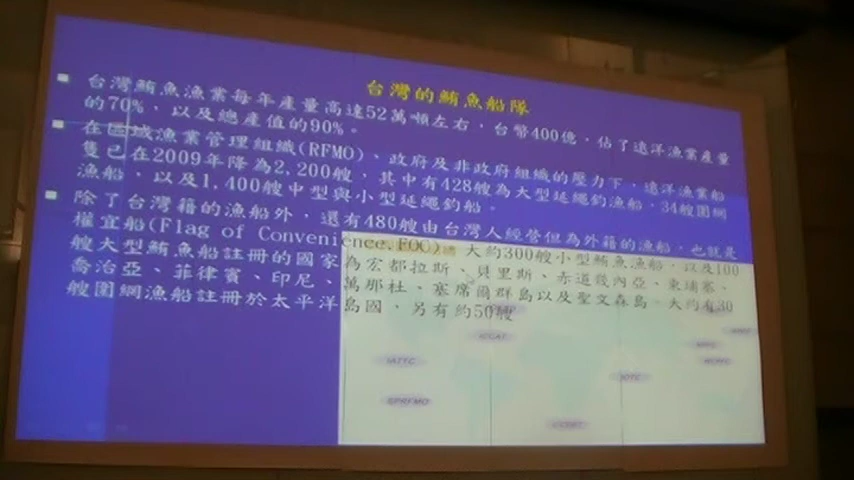 台灣的鮪魚船隊
台灣鮪魚漁業每年產量高達52萬噸左右，台幣400億，佔了遠洋漁業產量
的70%，以及總產值的90%。
在區域漁業管理組織(RFMO)、政府及非政府組織的壓力下，遠洋漁業船
隻已在2009年降為2,200艘，其中有428艘為大型延繩釣漁船，34艘圍網
漁船，以及1,400艘中型與小型延繩釣船。
除了台灣籍的漁船外，還有480艘由台灣人經營但為外籍的漁船，也就是
權宜船(Flag of Convenience,FOC)。大約300艘小型鮪魚漁船，以及100
艘大型鮪魚船註冊的國家為宏都拉斯、貝里斯、赤道幾內亞、柬埔寨、
喬治亞、菲律賓、印尼、萬那杜、塞席爾群島以及聖文森島。大約有30
艘圍網漁船註冊於太平洋島國，另有約50艘
ICCAT
IATTC
IOTC
SPRFMO
CCSBT